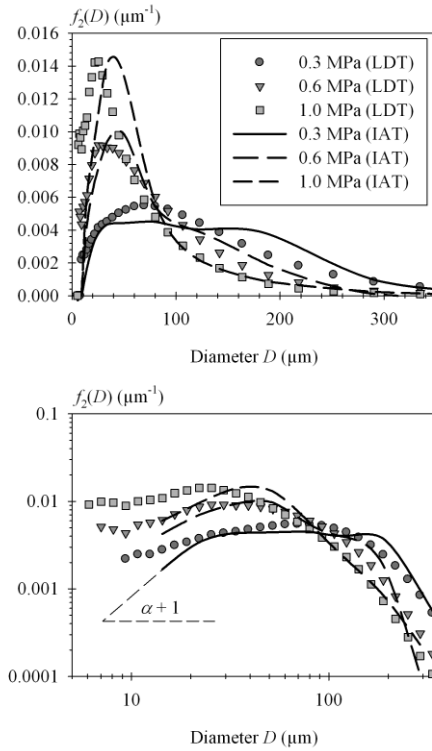 f₂(D) (μm⁻¹)
0.016
0.014
0.012
0.010
0.008
0.006
0.004
0.002
0.000
0.3 MPa (LDT)
0.6 MPa (LDT)
1.0 MPa (LDT)
0.3 MPa (IAT)
0.6 MPa (IAT)
1.0 MPa (IAT)
0 100 200 300
Diameter D (μm)
f₂(D) (μm⁻¹)
0.1
0.01
0.001
0.0001
α + 1
10 100
Diameter D (μm)